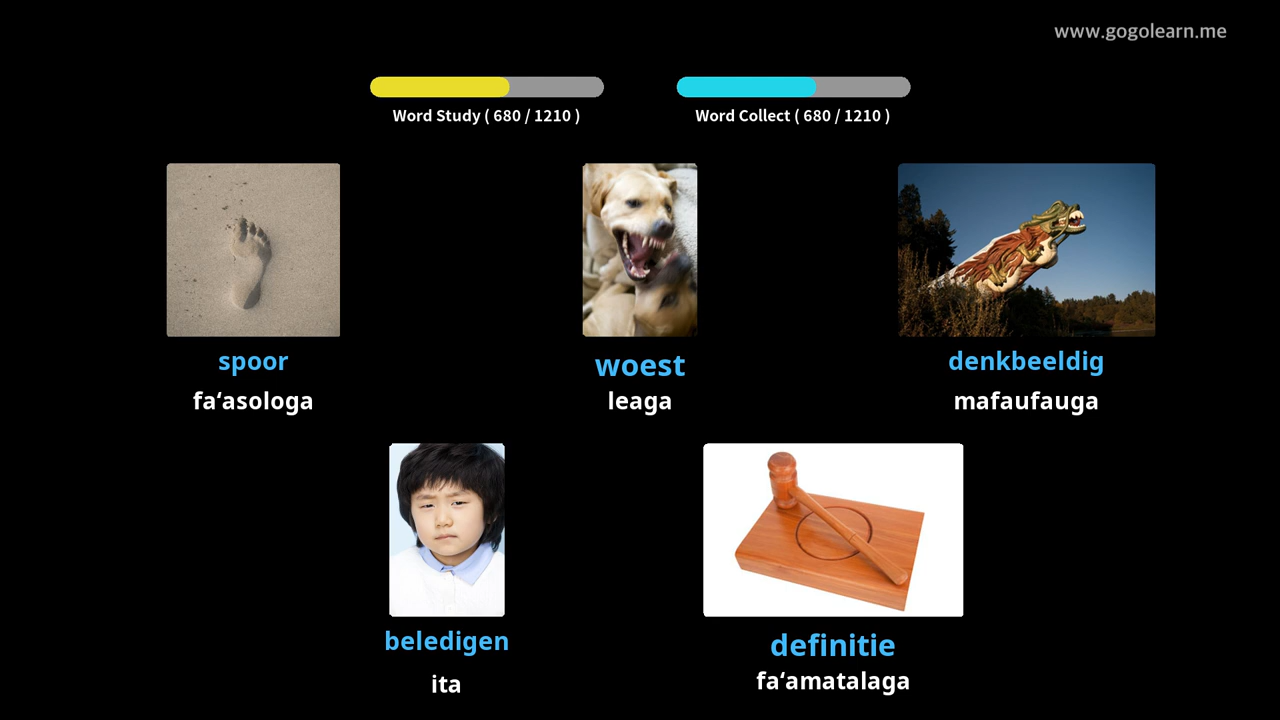 www.gogolearn.me
Word Study ( 680 / 1210 )
Word Collect ( 680 / 1210 )
spoor
fa‘asologa
woest
leaga
denkbeeldig
mafaufauga
beledigen
ita
definitie
fa‘amatalaga